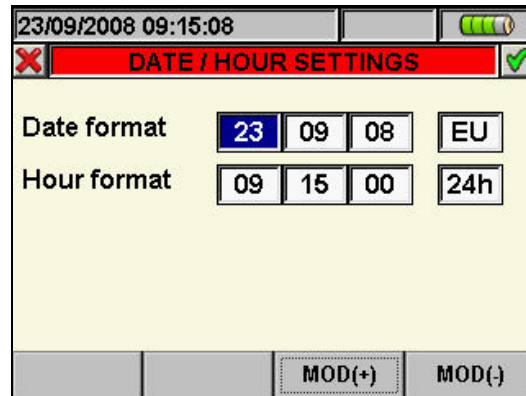 23/09/2008 09:15:08
DATE / HOUR SETTINGS
Date format 23 09 08 EU
Hour format 09 15 00 24h
MOD(+) MOD(-)